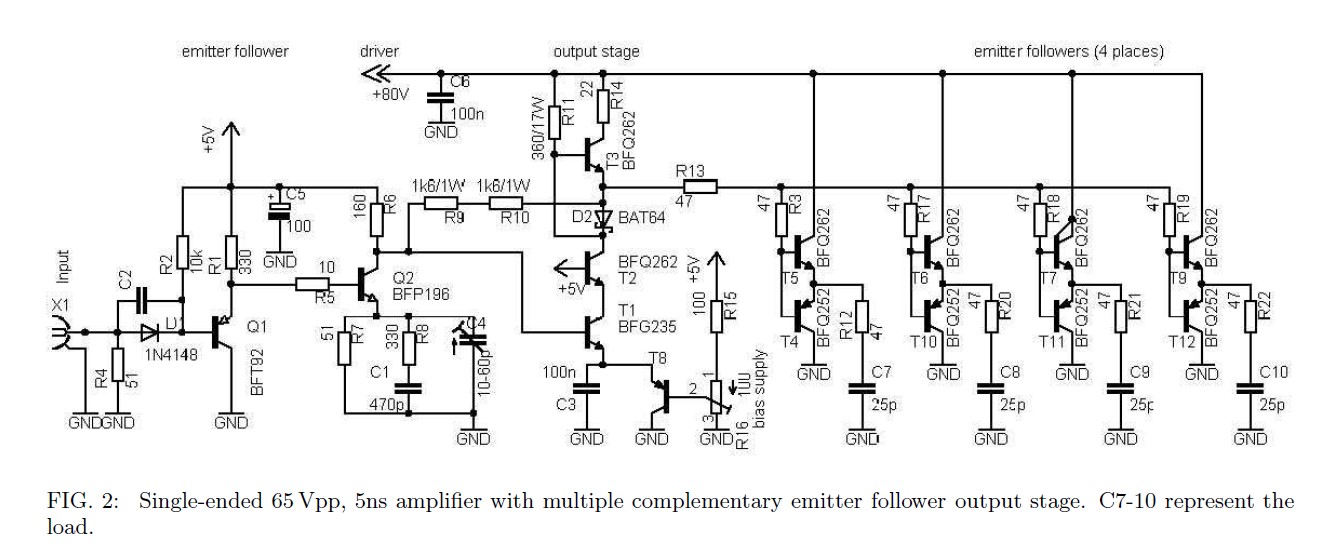 emitter follower driver output stage emitter followers (4 places)
+80V
C6
100n
GND
R11
360/17W
22
R14
T3
BFQ262
+5V
C5
100
GND
160
R6
1k6/1W
R9
1k6/1W
R10
D2
BAT64
R13
47
Input
X1
C2
R2
10k
R1
330
R4
51
1N4148
Q1
BFT92
GND
GND
GND
10
R5
Q2
BFP196
51
R7
330
R8
C1
470p
C4
10-60p
GND
BFQ262
T2
+5V
T1
BFG235
100n
C3
GND
T8
GND
+5V
100
R15
1
2
3
100
R16
bias supply
GND
47
R3
BFQ262
T5
BFQ252
T4
GND
R12
47
C7
25p
GND
47
R17
BFQ262
T6
BFQ252
T10
GND
47
R20
C8
25p
GND
47
R18
BFQ262
T7
BFQ252
T11
GND
47
R21
C9
25p
GND
47
R19
BFQ262
T9
BFQ252
T12
GND
47
R22
C10
25p
GND
FIG. 2: Single-ended 65 Vpp, 5ns amplifier with multiple complementary emitter follower output stage. C7-10 represent the
load.